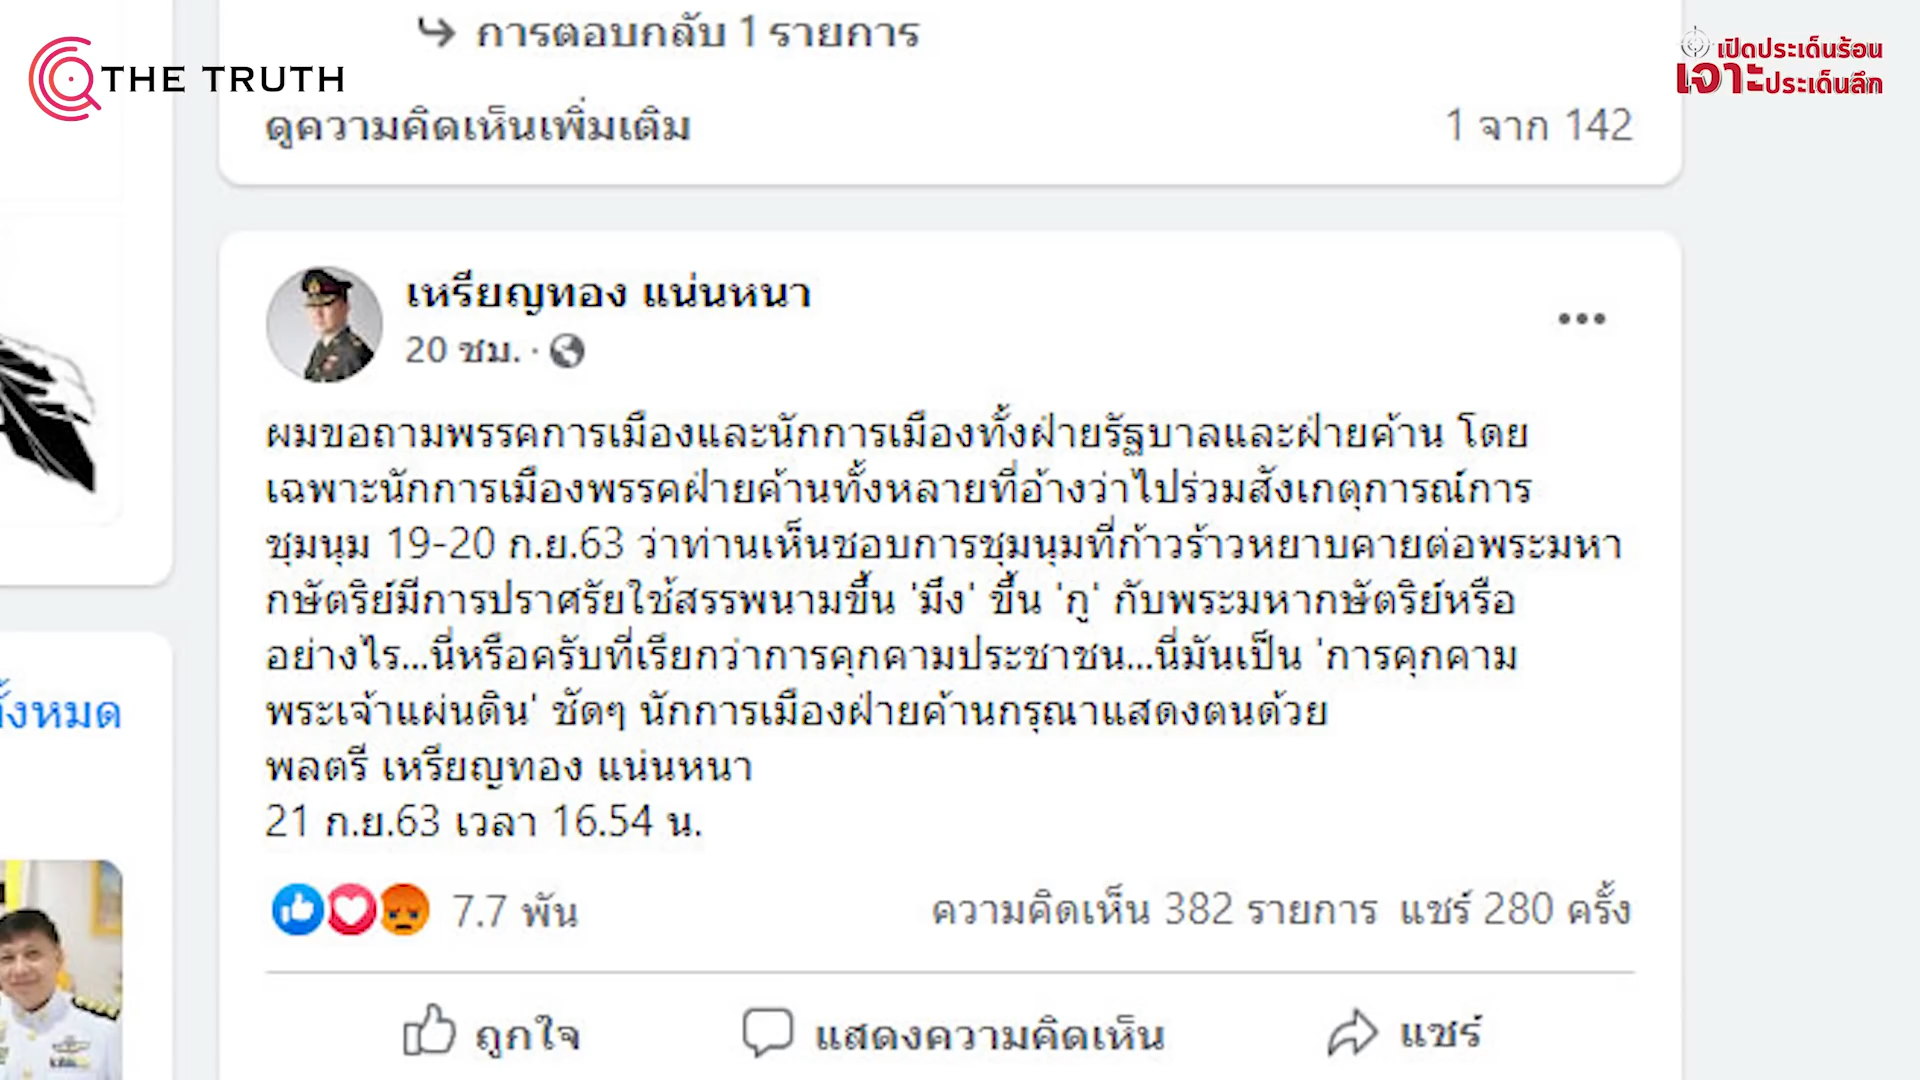 การตอบกลับ 1 รายการ
THE TRUTH
เปิดประเด็นร้อน
เจาะประเด็นลึก
ดูความคิดเห็นเพิ่มเติม
1 จาก 142
เหรียญทอง แน่นหนา
20 ชม. ·
ผมขอถามพรรคการเมืองและนักการเมืองทั้งฝ่ายรัฐบาลและฝ่ายค้าน โดย
เฉพาะนักการเมืองพรรคฝ่ายค้านทั้งหลายที่อ้างว่าไปร่วมสังเกตุการณ์การ
ชุมนุม 19-20 ก.ย.63 ว่าท่านเห็นชอบการชุมนุมที่ก้าวร้าวหยาบคายต่อพระมหา
กษัตริย์มีการปราศรัยใช้สรรพนามขึ้น 'มึง' ขึ้น 'กู' กับพระมหากษัตริย์หรือ
อย่างไร...นี่หรือครับที่เรียกว่าการคุกคามประชาชน...นี่มันเป็น 'การคุกคาม
พระเจ้าแผ่นดิน' ชัดๆ นักการเมืองฝ่ายค้านกรุณาแสดงตนด้วย
พลตรี เหรียญทอง แน่นหนา
21 ก.ย.63 เวลา 16.54 น.
ทั้งหมด
7.7 พัน
ความคิดเห็น 382 รายการ แชร์ 280 ครั้ง
ถูกใจ
แสดงความคิดเห็น
แชร์